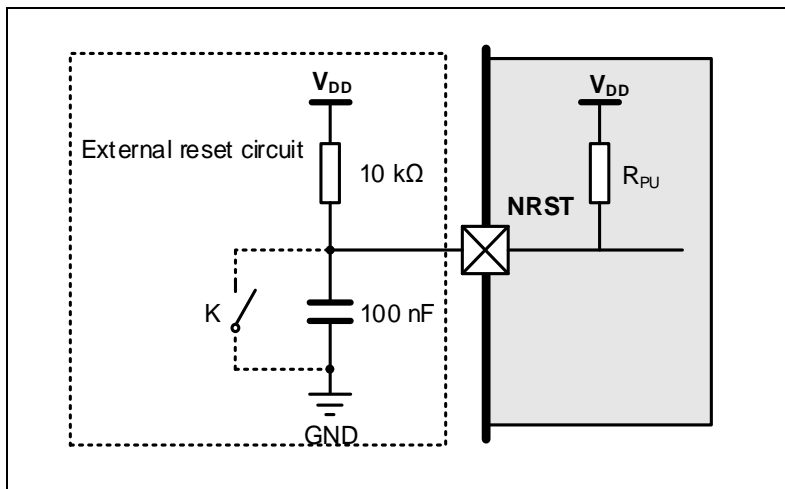 VDD
VDD
External reset circuit
10 kΩ
RPU
NRST
K
100 nF
GND